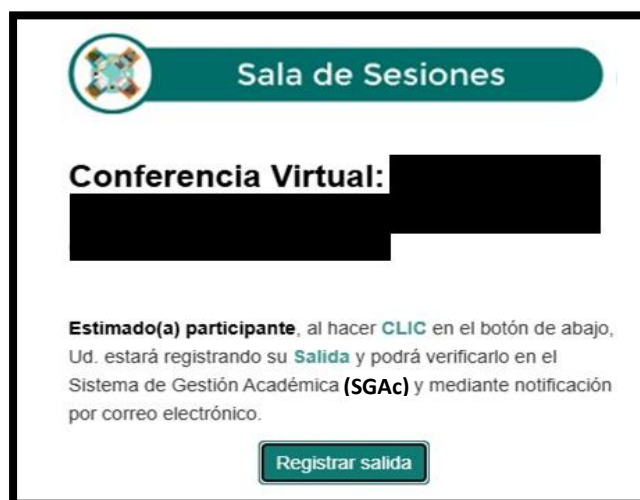 Sala de Sesiones
Conferencia Virtual:
Estimado(a) participante, al hacer CLIC en el botón de abajo,
Ud. estará registrando su Salida y podrá verificarlo en el
Sistema de Gestión Académica (SGAc) y mediante notificación
por correo electrónico.
Registrar salida